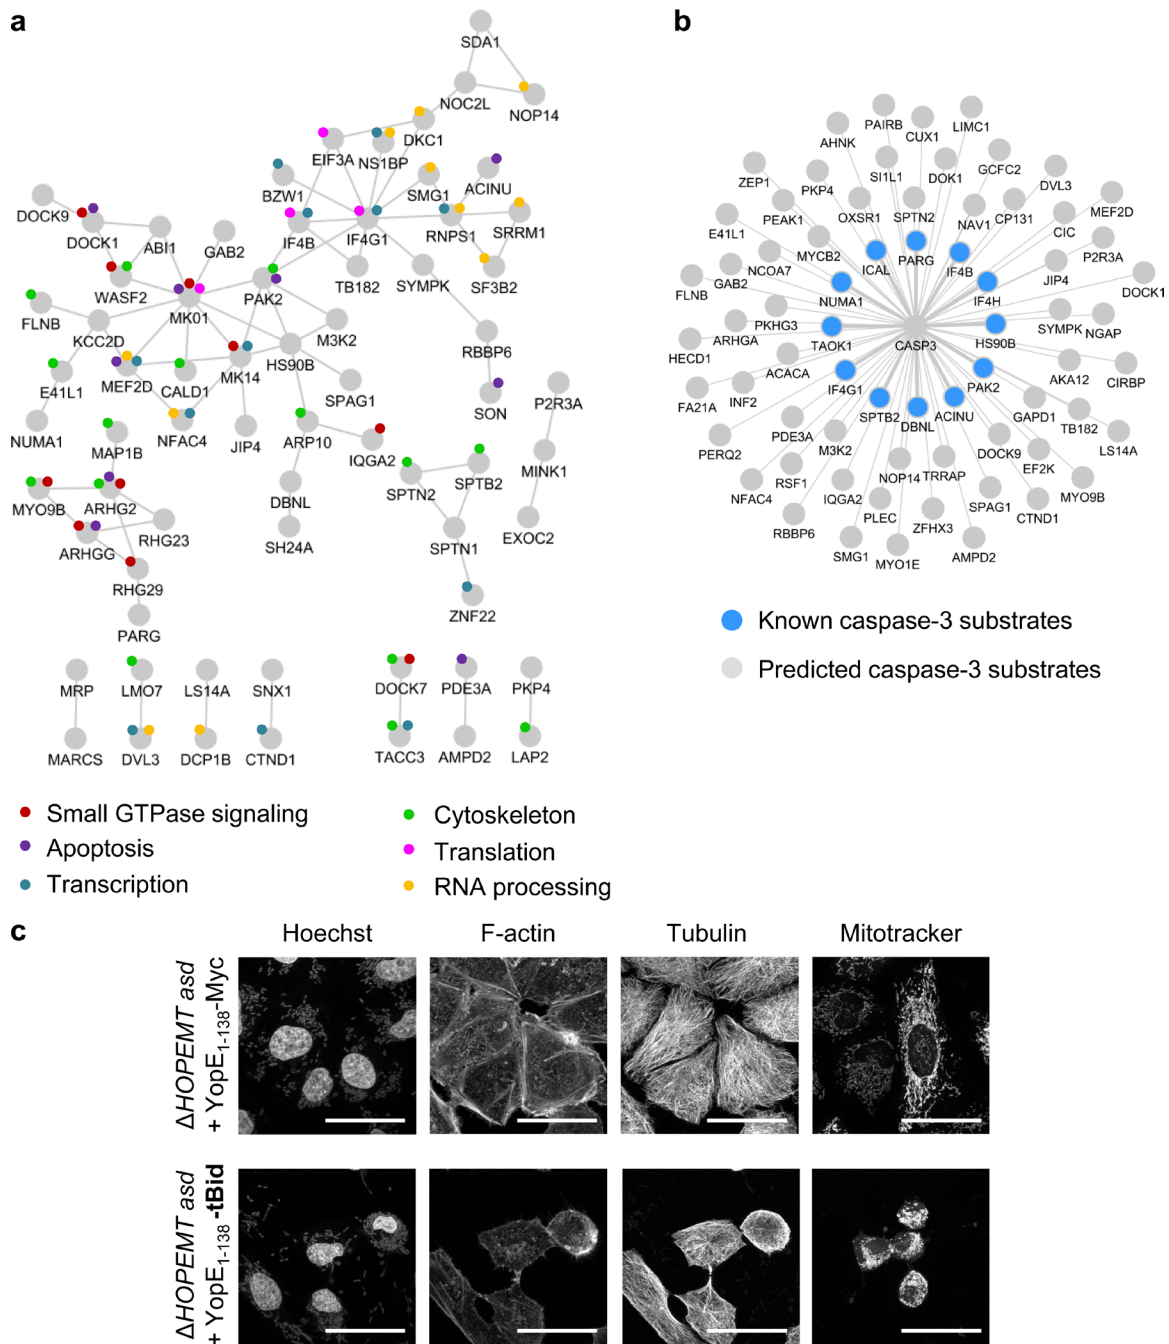 a
SDA1
NOC2L
NOP14
DKC1
EIF3A
NS1BP
BZW1
SMG1
ACINU
DOCK9
DOCK1
ABI1
GAB2
IF4B
IF4G1
RNPS1
SRRM1
WASF2
MK01
PAK2
TB182
SYMPK
SF3B2
FLNB
KCC2D
M3K2
HS90B
RBBP6
E41L1
MEF2D
CALD1
MK14
SPAG1
SON
P2R3A
NUMA1
NFAC4
JIP4
ARP10
IQGA2
MAP1B
MINK1
SPTN2
SPTB2
MYO9B
ARHG2
DBNL
RHG23
EXOC2
ARHGG
SH24A
SPTN1
RHG29
ZNF22
PARG
MRP
LMO7
LS14A
SNX1
DOCK7
PDE3A
PKP4
MARCS
DVL3
DCP1B
CTND1
TACC3
AMPD2
LAP2
Small GTPase signaling
Apoptosis
Transcription
Cytoskeleton
Translation
RNA processing
b
PAIRB
LIMC1
CUX1
AHNK
SI1L1
DOK1
GCFC2
ZEP1
PKP4
DVL3
OXSR1
SPTN2
NAV1
CP131
MEF2D
PEAK1
CIC
E41L1
MYCB2
ICAL
PARG
IF4B
P2R3A
NCOA7
JIP4
GAB2
FLNB
NUMA1
IF4H
DOCK1
PKHG3
SYMPK
NGAP
ARHGA
TAOK1
CASP3
HS90B
HECD1
ACACA
AKA12
CIRBP
INF2
IF4G1
PAK2
FA21A
GAPD1
SPTB2
DBNL
ACINU
TB182
PDE3A
M3K2
DOCK9
LS14A
PERQ2
EF2K
NOP14
TRRAP
RSF1
NFAC4
IQGA2
SPAG1
MYO9B
PLEC
CTND1
RBBP6
ZFHX3
SMG1
MYO1E
AMPD2
Known caspase-3 substrates
Predicted caspase-3 substrates
c
Hoechst
F-actin
Tubulin
Mitotracker
ΔHOPEMT asd
+ YopE1-138-Myc
ΔHOPEMT asd
+ YopE1-138-tBid